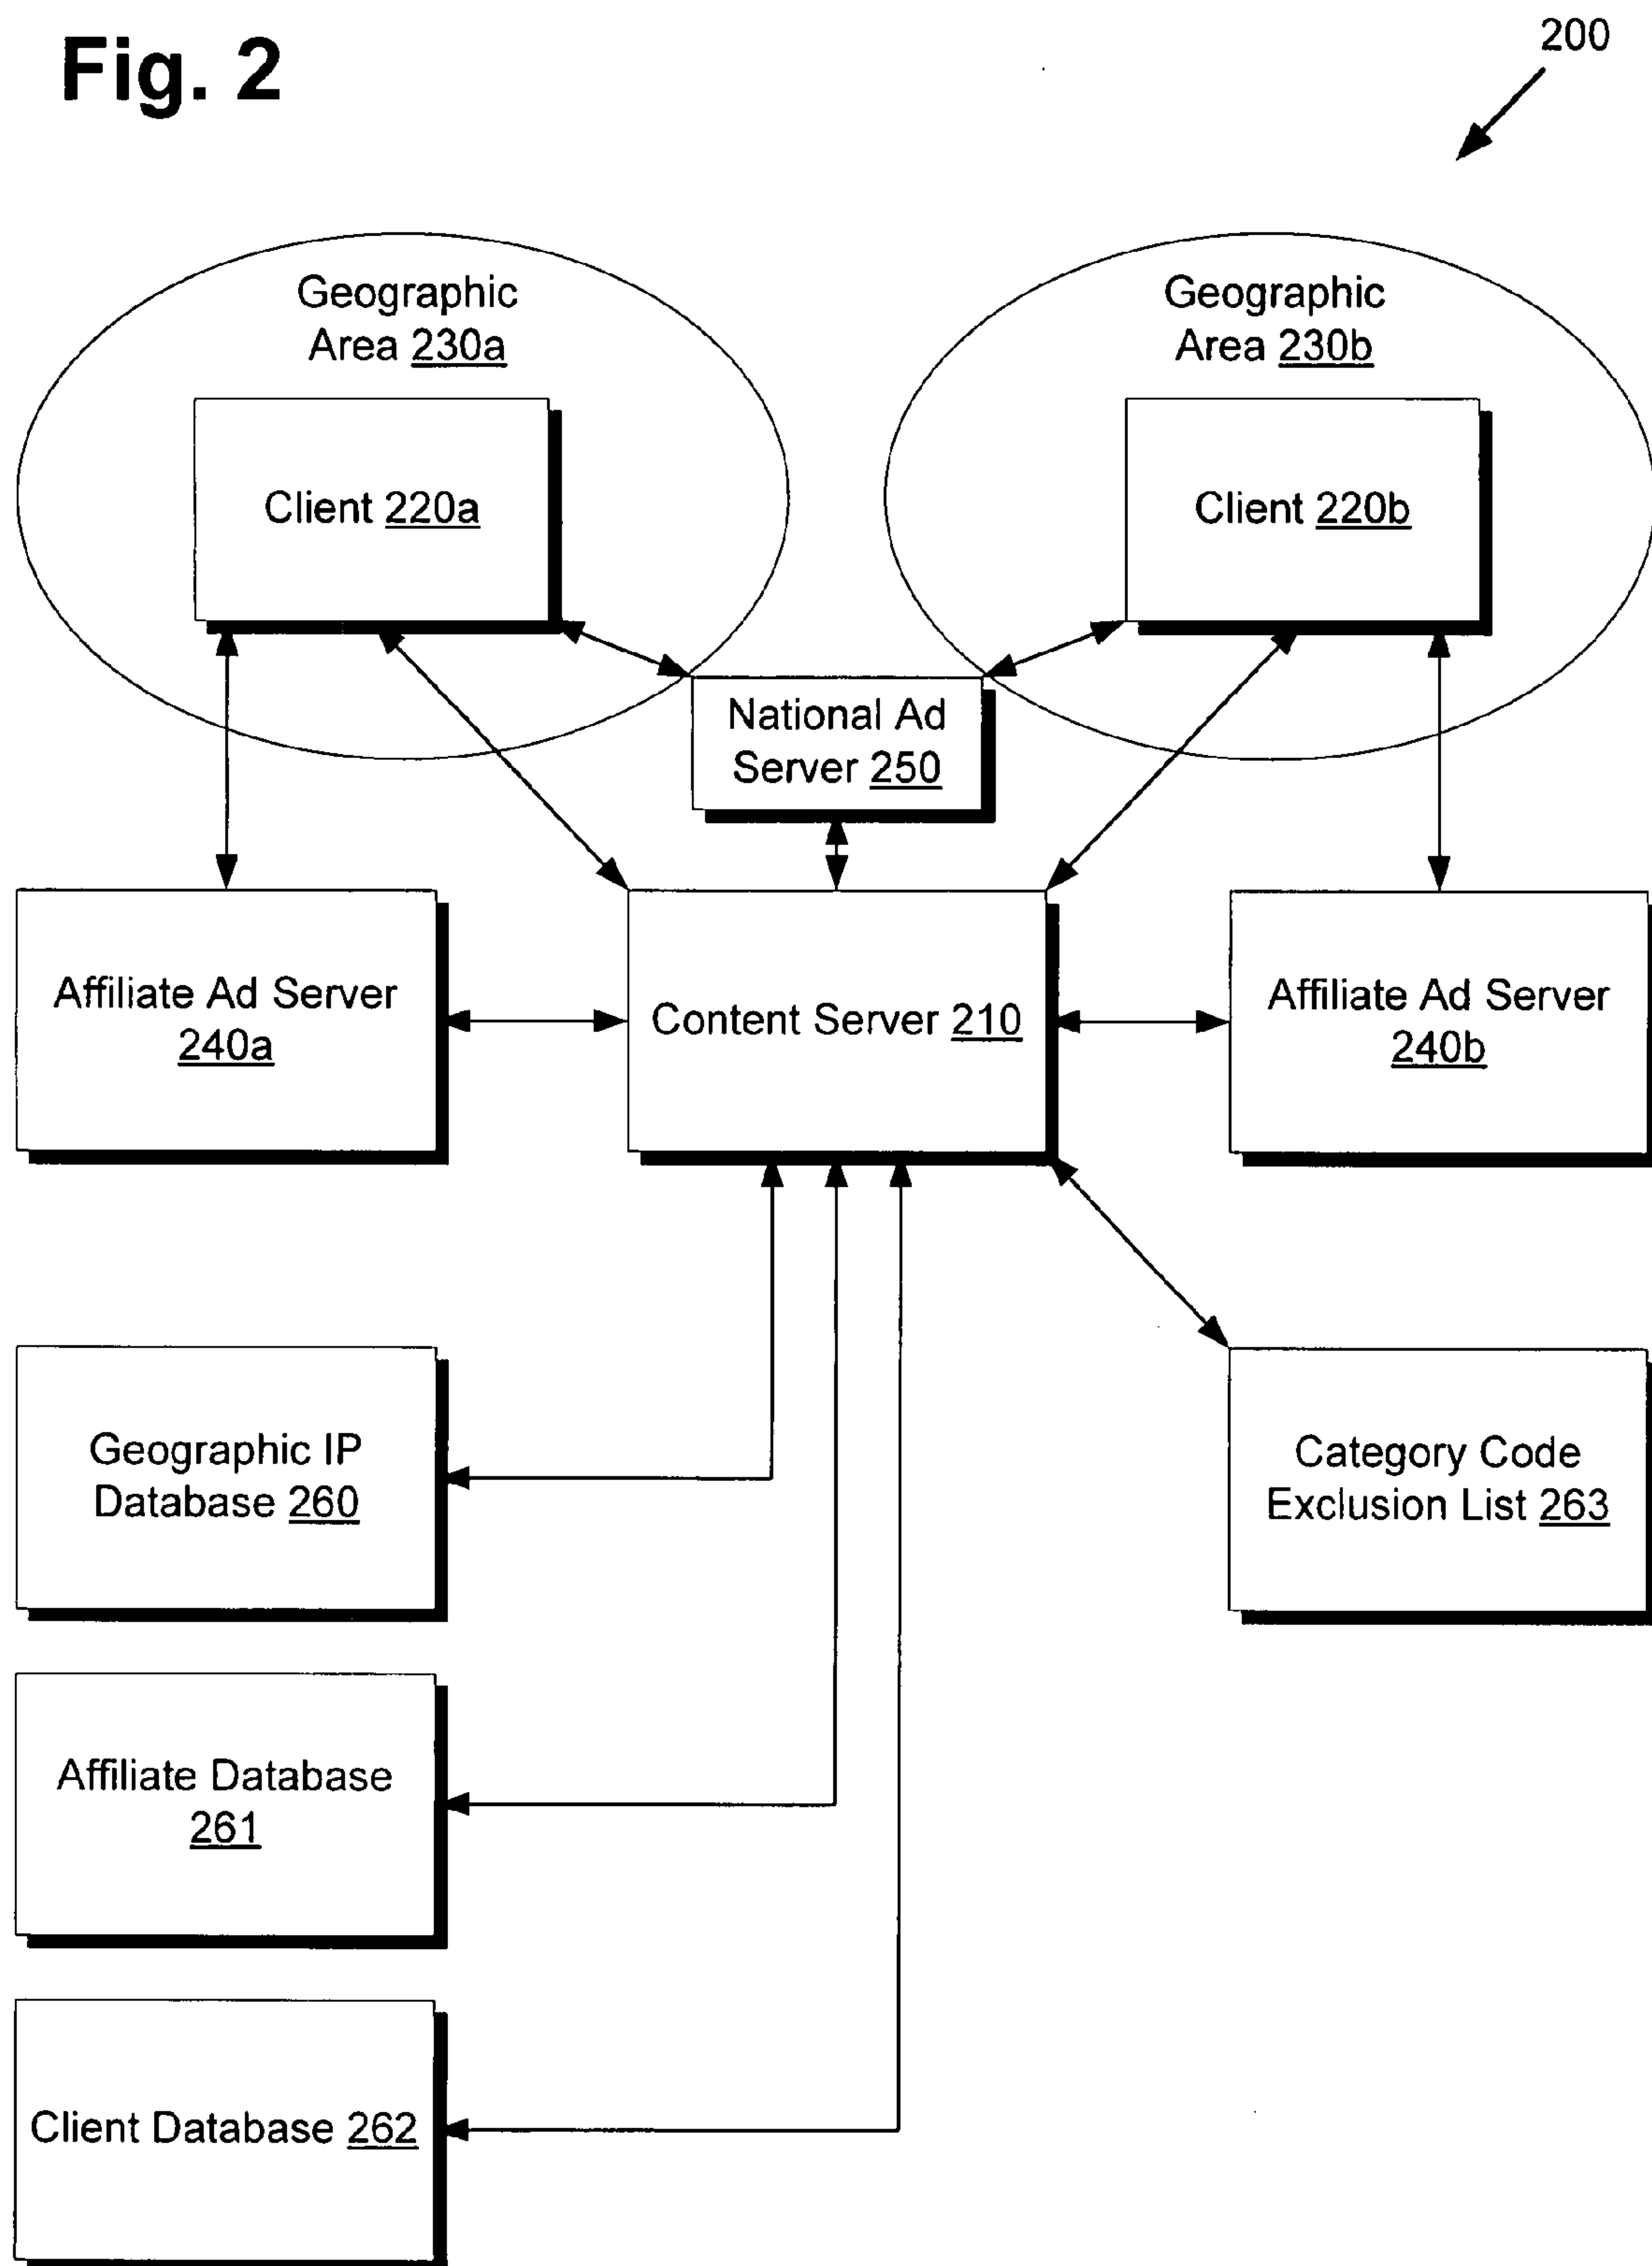 Fig. 2
200
Geographic
Area 230a
Geographic
Area 230b
Client 220a
Client 220b
National Ad
Server 250
Affiliate Ad Server
240a
Content Server 210
Affiliate Ad Server
240b
Geographic IP
Database 260
Category Code
Exclusion List 263
Affiliate Database
261
Client Database 262